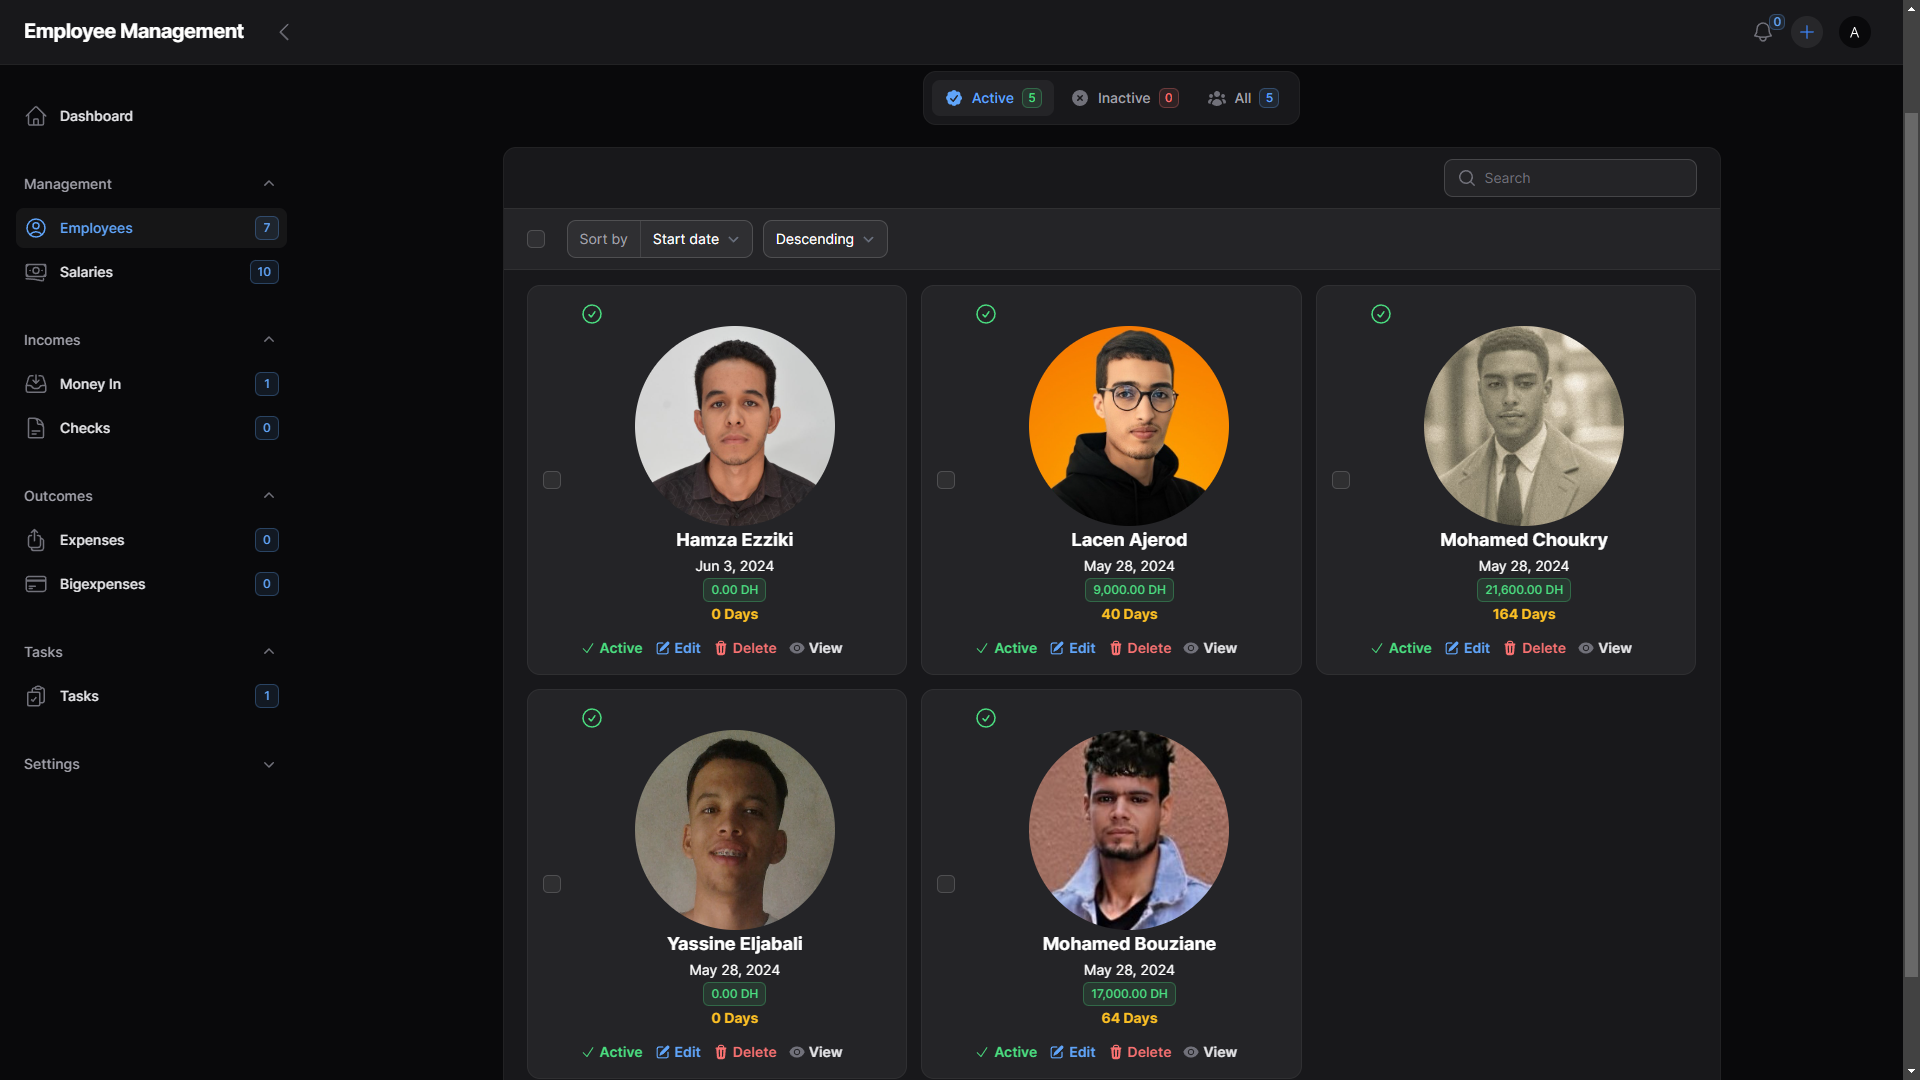 Employee Management
0
A
Dashboard
Management
Employees 7
Salaries 10
Incomes
Money In 1
Checks 0
Outcomes
Expenses 0
Bigexpenses 0
Tasks
Tasks 1
Settings
Active 5 Inactive 0 All 5
Search
Sort by Start date Descending
Hamza Ezziki
Jun 3, 2024
0.00 DH
0 Days
Active Edit Delete View
Lacen Ajerod
May 28, 2024
9,000.00 DH
40 Days
Active Edit Delete View
Mohamed Choukry
May 28, 2024
21,600.00 DH
164 Days
Active Edit Delete View
Yassine Eljabali
May 28, 2024
0.00 DH
0 Days
Active Edit Delete View
Mohamed Bouziane
May 28, 2024
17,000.00 DH
64 Days
Active Edit Delete View